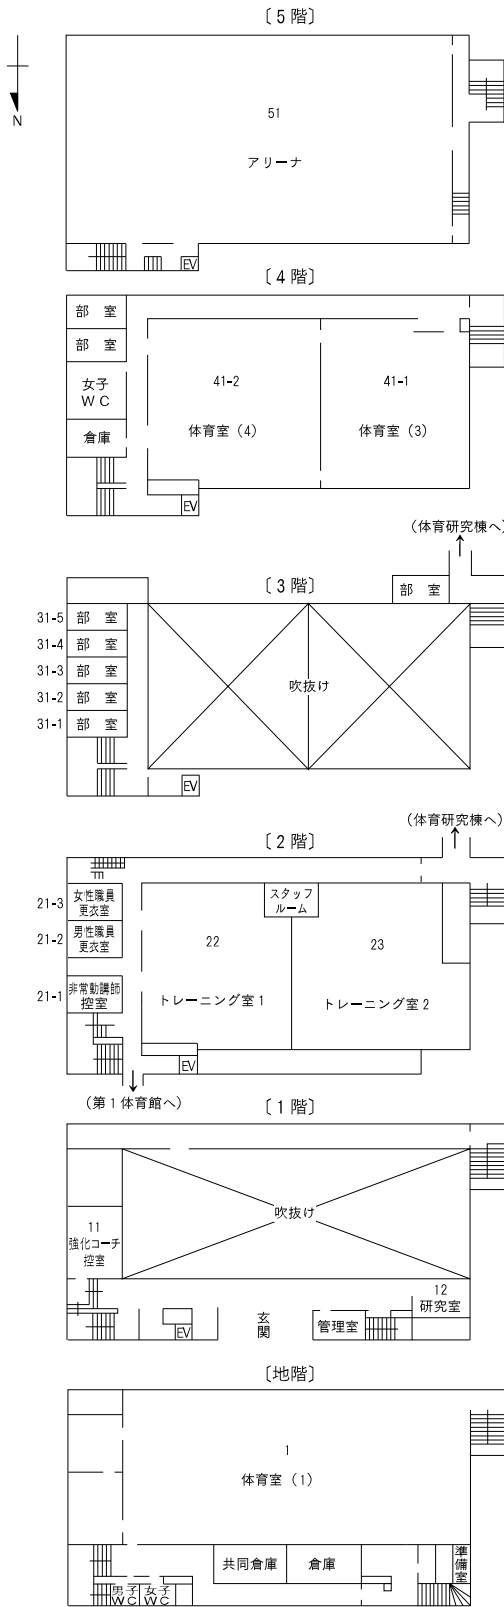 〔5階〕
N
51
アリーナ
EV
〔4階〕
部室
部室
女子
WC
倉庫
41-2
体育室(4)
41-1
体育室(3)
EV
(体育研究棟へ)
〔3階〕
部室
31-5 部室
31-4 部室
31-3 部室
31-2 部室
31-1 部室
吹抜け
EV
(体育研究棟へ)
〔2階〕
21-3 女性職員
更衣室
21-2 男性職員
更衣室
21-1 非常勤講師
控室
スタッフ
ルーム
22
トレーニング室1
23
トレーニング室2
EV
(第1体育館へ)
〔1階〕
吹抜け
11
強化コーチ
控室
12
研究室
EV
玄関
管理室
〔地階〕
1
体育室(1)
共同倉庫
倉庫
準備室
男子
WC
女子
WC